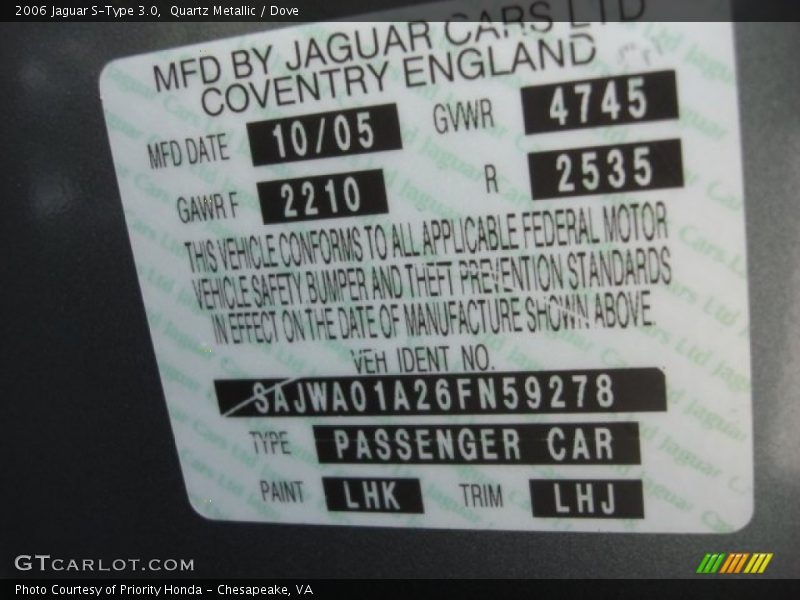 2006 Jaguar S-Type 3.0, Quartz Metallic / Dove
MFD BY JAGUAR CARS LTD
COVENTRY ENGLAND
MFD DATE 10/05 GVWR 4745
GAWR F 2210 R 2535
THIS VEHICLE CONFORMS TO ALL APPLICABLE FEDERAL MOTOR
VEHICLE SAFETY, BUMPER AND THEFT PREVENTION STANDARDS
IN EFFECT ON THE DATE OF MANUFACTURE SHOWN ABOVE.
VEH IDENT NO.
SAJWA01A26FN59278
TYPE PASSENGER CAR
PAINT LHK TRIM LHJ
GTCARLOT.COM
Photo Courtesy of Priority Honda - Chesapeake, VA